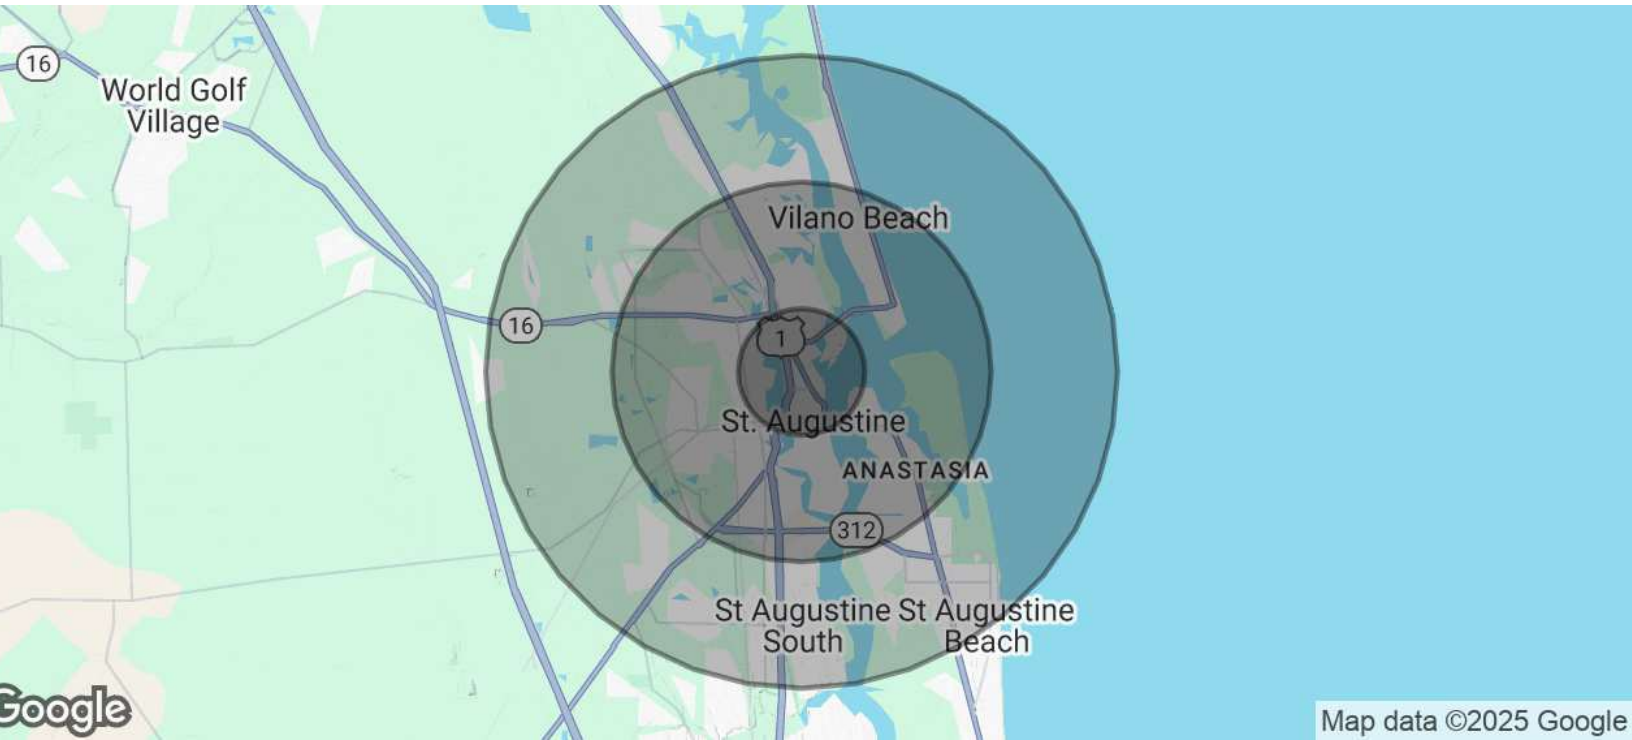 16
World Golf
Village
Vilano Beach
16
1
St. Augustine
ANASTASIA
312
St Augustine
South
St Augustine
Beach
Google
Map data ©2025 Google